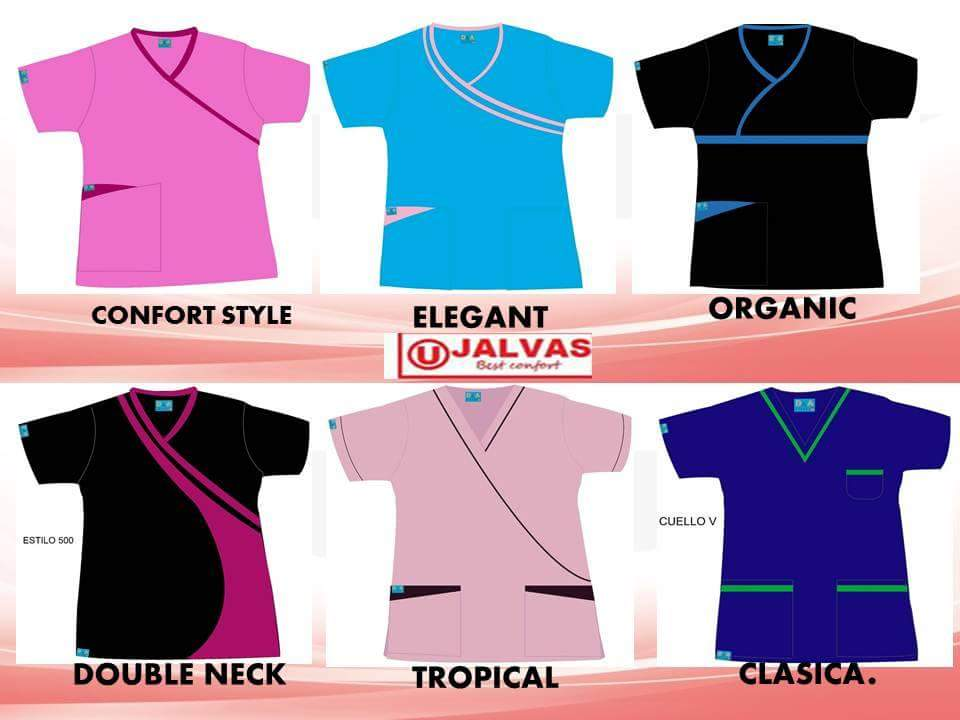 CONFORT STYLE
ELEGANT
ORGANIC
U JALVAS
Best confort
ESTILO 500
CUELLO V
DOUBLE NECK
TROPICAL
CLASICA.